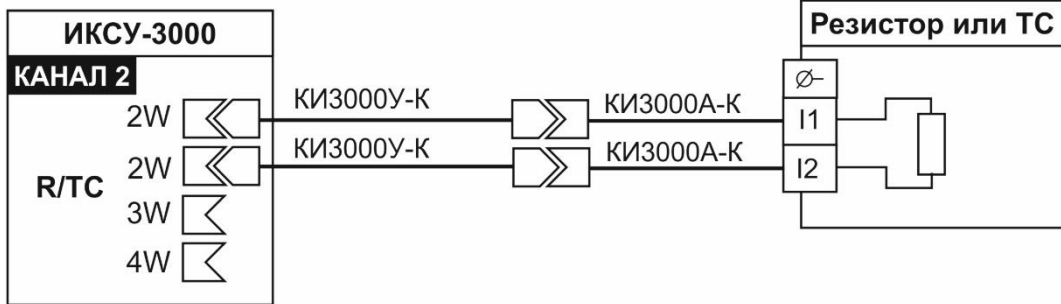 ИКСУ-3000
КАНАЛ 2
R/TC
2W
2W
3W
4W
КИ3000У-К
КИ3000А-К
КИ3000У-К
КИ3000А-К
Резистор или ТС
I1
I2